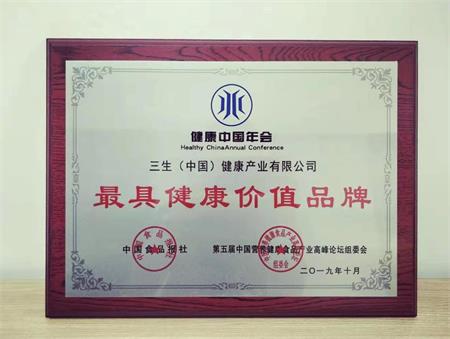 健康中国年会
Healthy ChinaAnnual Conference
三生（中国）健康产业有限公司
最具健康价值品牌
中国食品报社 第五届中国营养健康食品产业高峰论坛组委会
二〇一九年十月